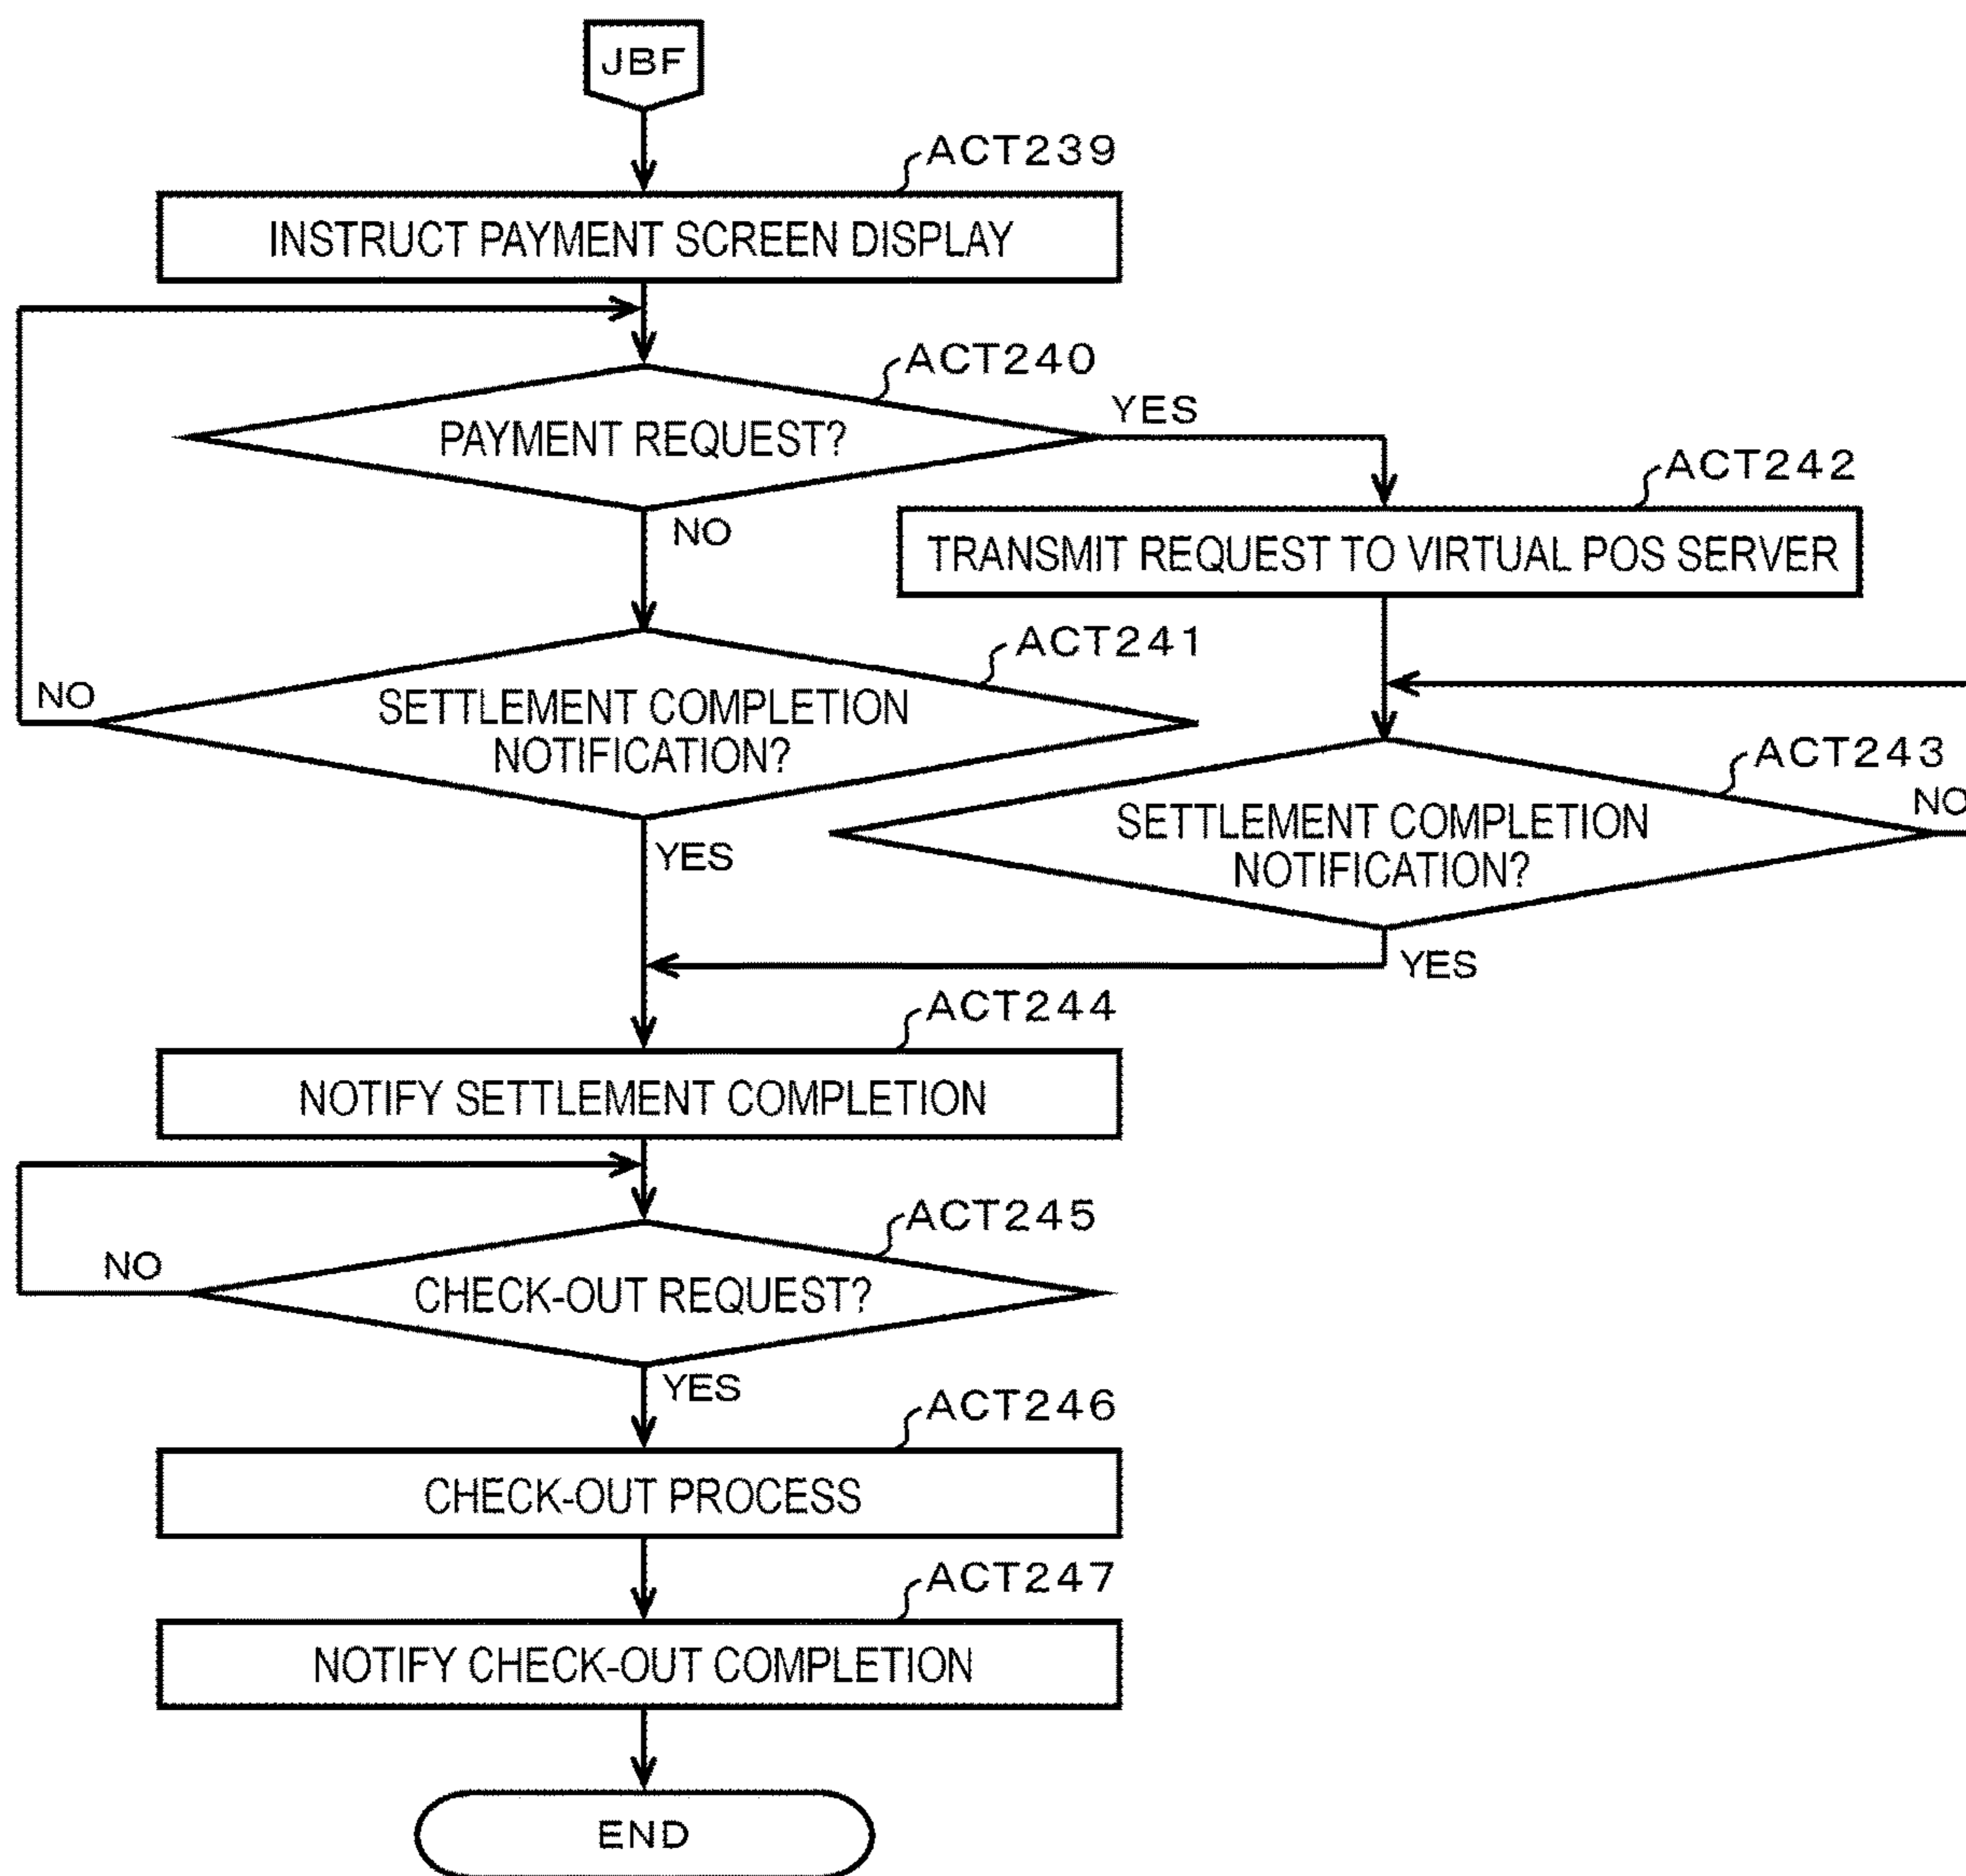 JBF
ACT239
INSTRUCT PAYMENT SCREEN DISPLAY
ACT240
PAYMENT REQUEST?
YES
NO
ACT242
TRANSMIT REQUEST TO VIRTUAL POS SERVER
ACT241
SETTLEMENT COMPLETION
NOTIFICATION?
NO
YES
ACT243
SETTLEMENT COMPLETION
NOTIFICATION?
NO
YES
ACT244
NOTIFY SETTLEMENT COMPLETION
ACT245
CHECK-OUT REQUEST?
NO
YES
ACT246
CHECK-OUT PROCESS
ACT247
NOTIFY CHECK-OUT COMPLETION
END